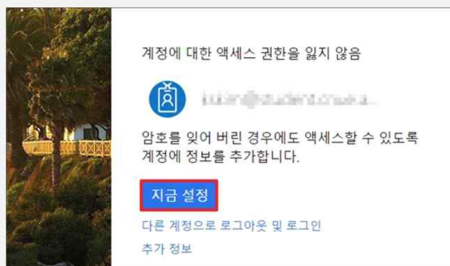 계정에 대한 액세스 권한을 잃지 않음
암호를 잊어 버린 경우에도 액세스할 수 있도록
계정에 정보를 추가합니다.
지금 설정
다른 계정으로 로그아웃 및 로그인
추가 정보